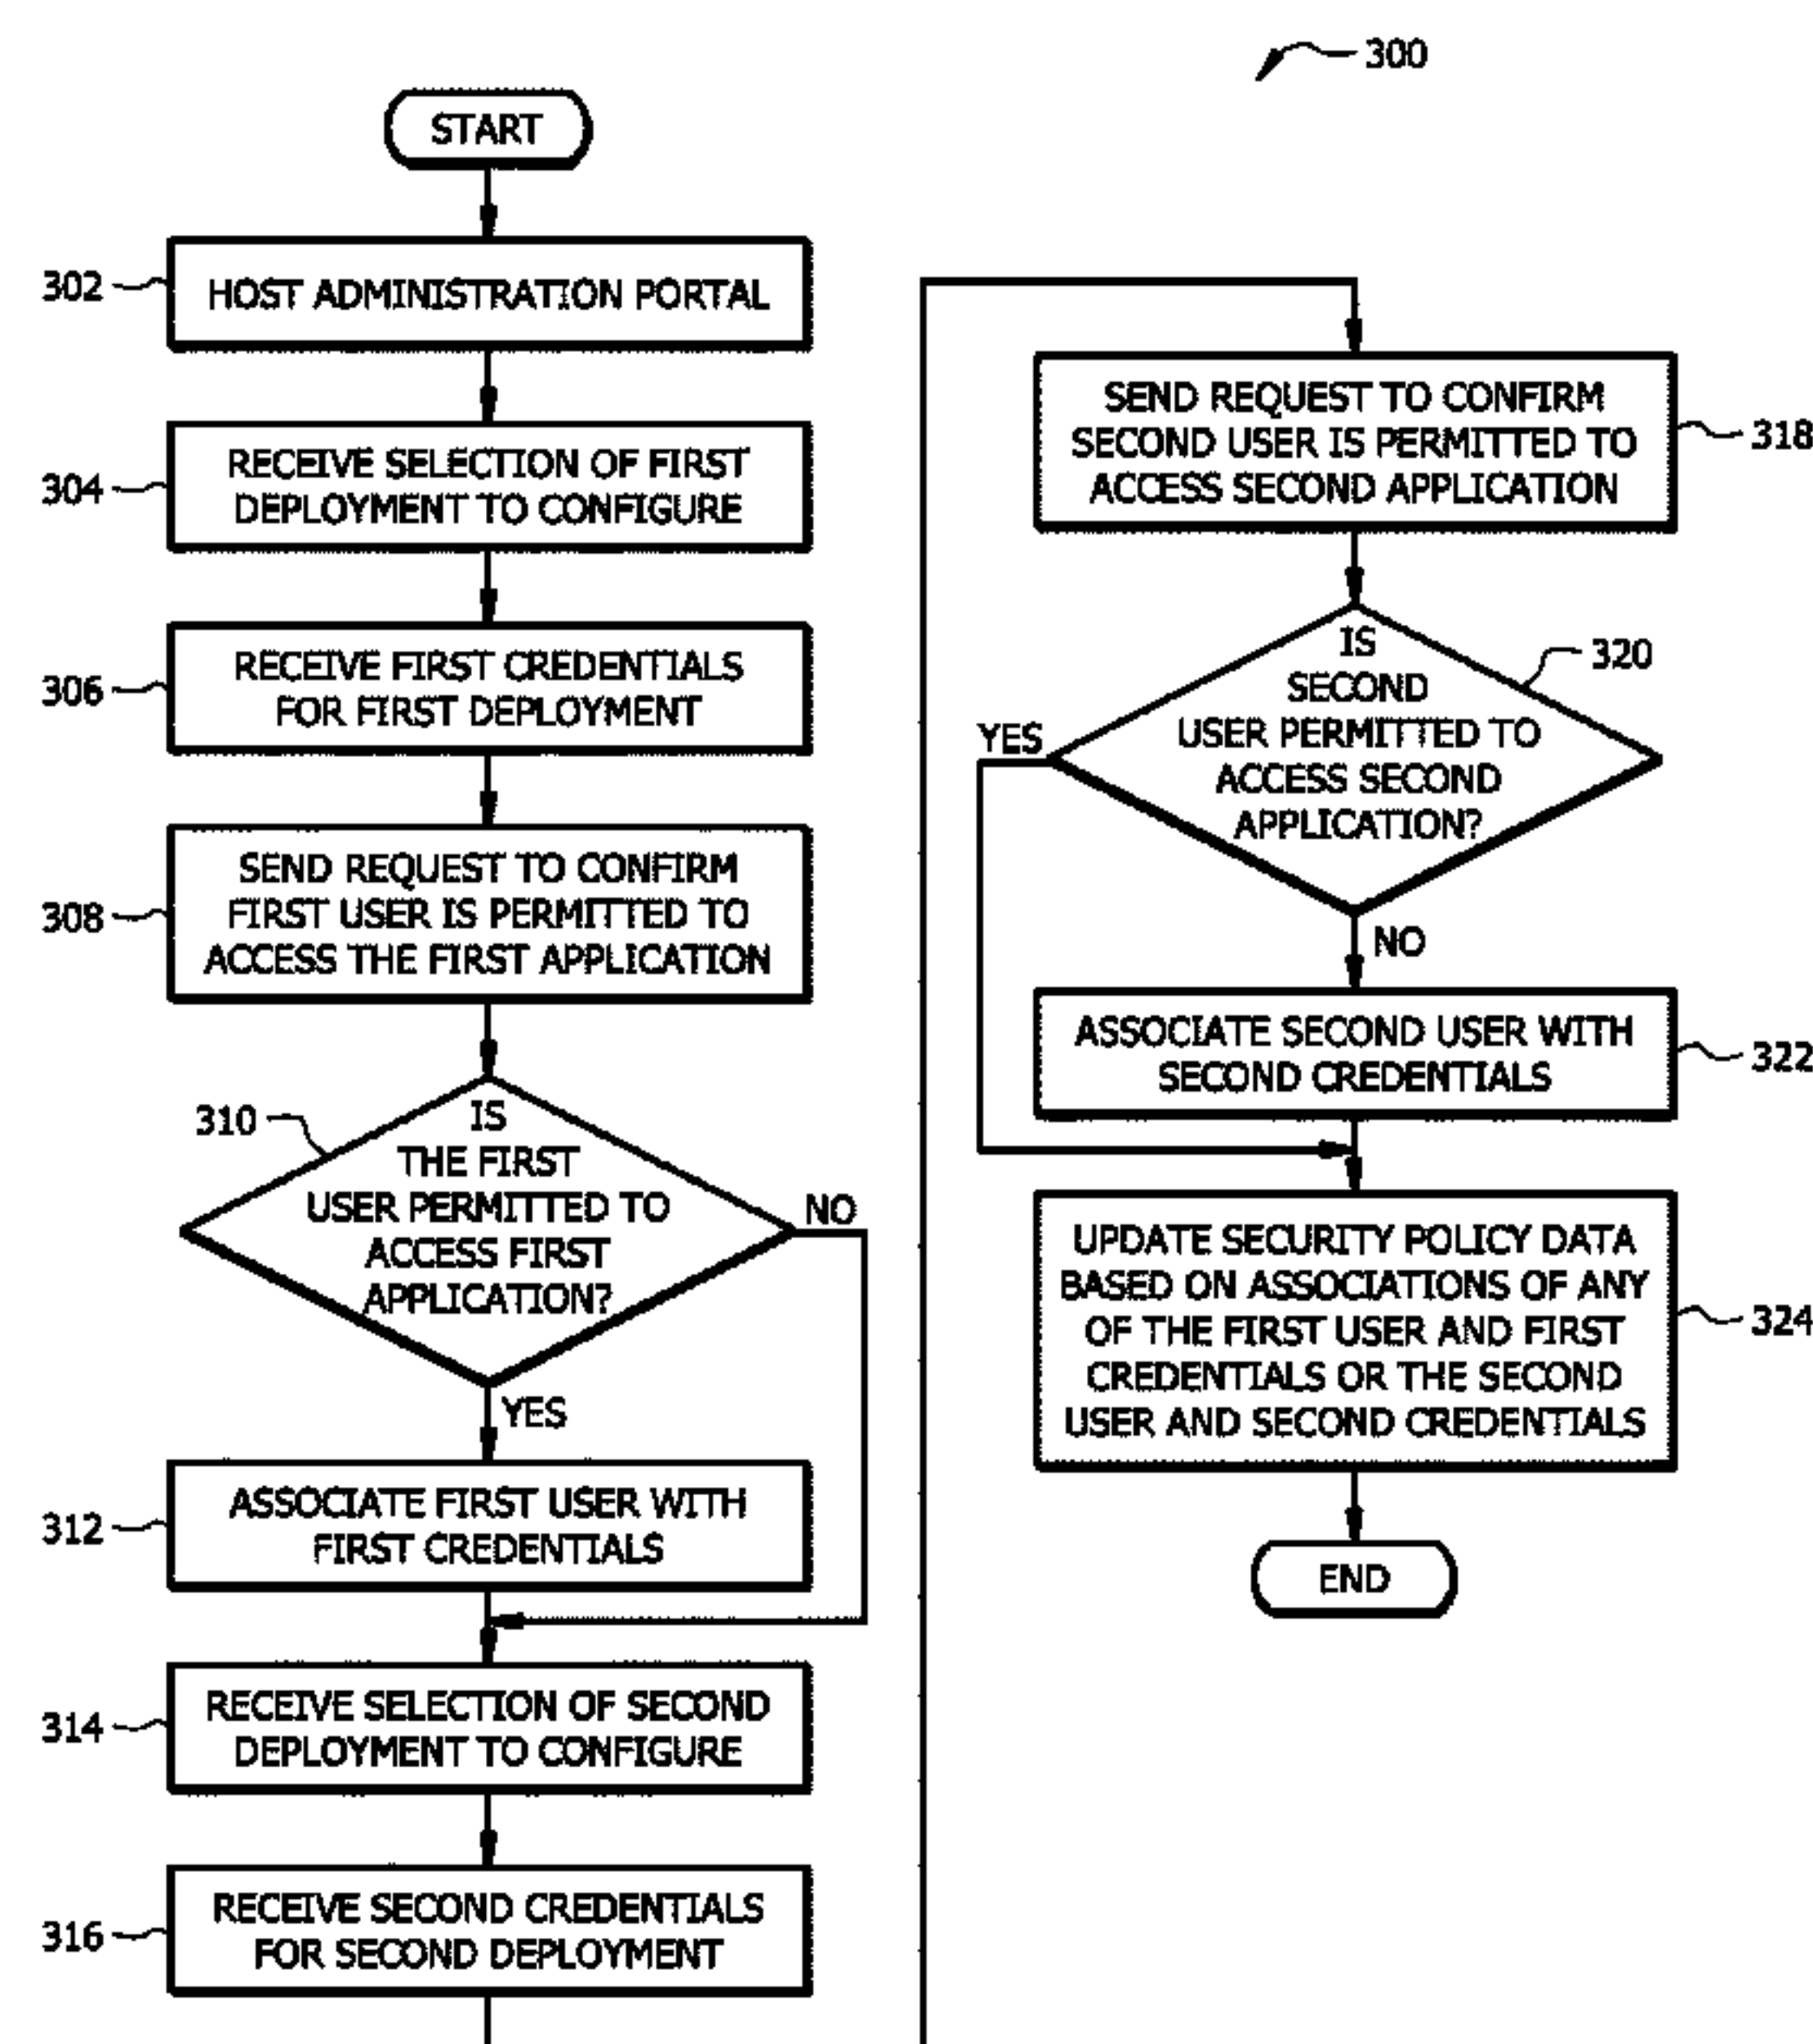 300
START
302
HOST ADMINISTRATION PORTAL
304
RECEIVE SELECTION OF FIRST
DEPLOYMENT TO CONFIGURE
306
RECEIVE FIRST CREDENTIALS
FOR FIRST DEPLOYMENT
308
SEND REQUEST TO CONFIRM
FIRST USER IS PERMITTED TO
ACCESS THE FIRST APPLICATION
310
IS
THE FIRST
USER PERMITTED TO
ACCESS FIRST
APPLICATION?
NO
YES
312
ASSOCIATE FIRST USER WITH
FIRST CREDENTIALS
314
RECEIVE SELECTION OF SECOND
DEPLOYMENT TO CONFIGURE
316
RECEIVE SECOND CREDENTIALS
FOR SECOND DEPLOYMENT
SEND REQUEST TO CONFIRM
SECOND USER IS PERMITTED TO
ACCESS SECOND APPLICATION
318
IS
SECOND
USER PERMITTED TO
ACCESS SECOND
APPLICATION?
320
YES
NO
ASSOCIATE SECOND USER WITH
SECOND CREDENTIALS
322
UPDATE SECURITY POLICY DATA
BASED ON ASSOCIATIONS OF ANY
OF THE FIRST USER AND FIRST
CREDENTIALS OR THE SECOND
USER AND SECOND CREDENTIALS
324
END